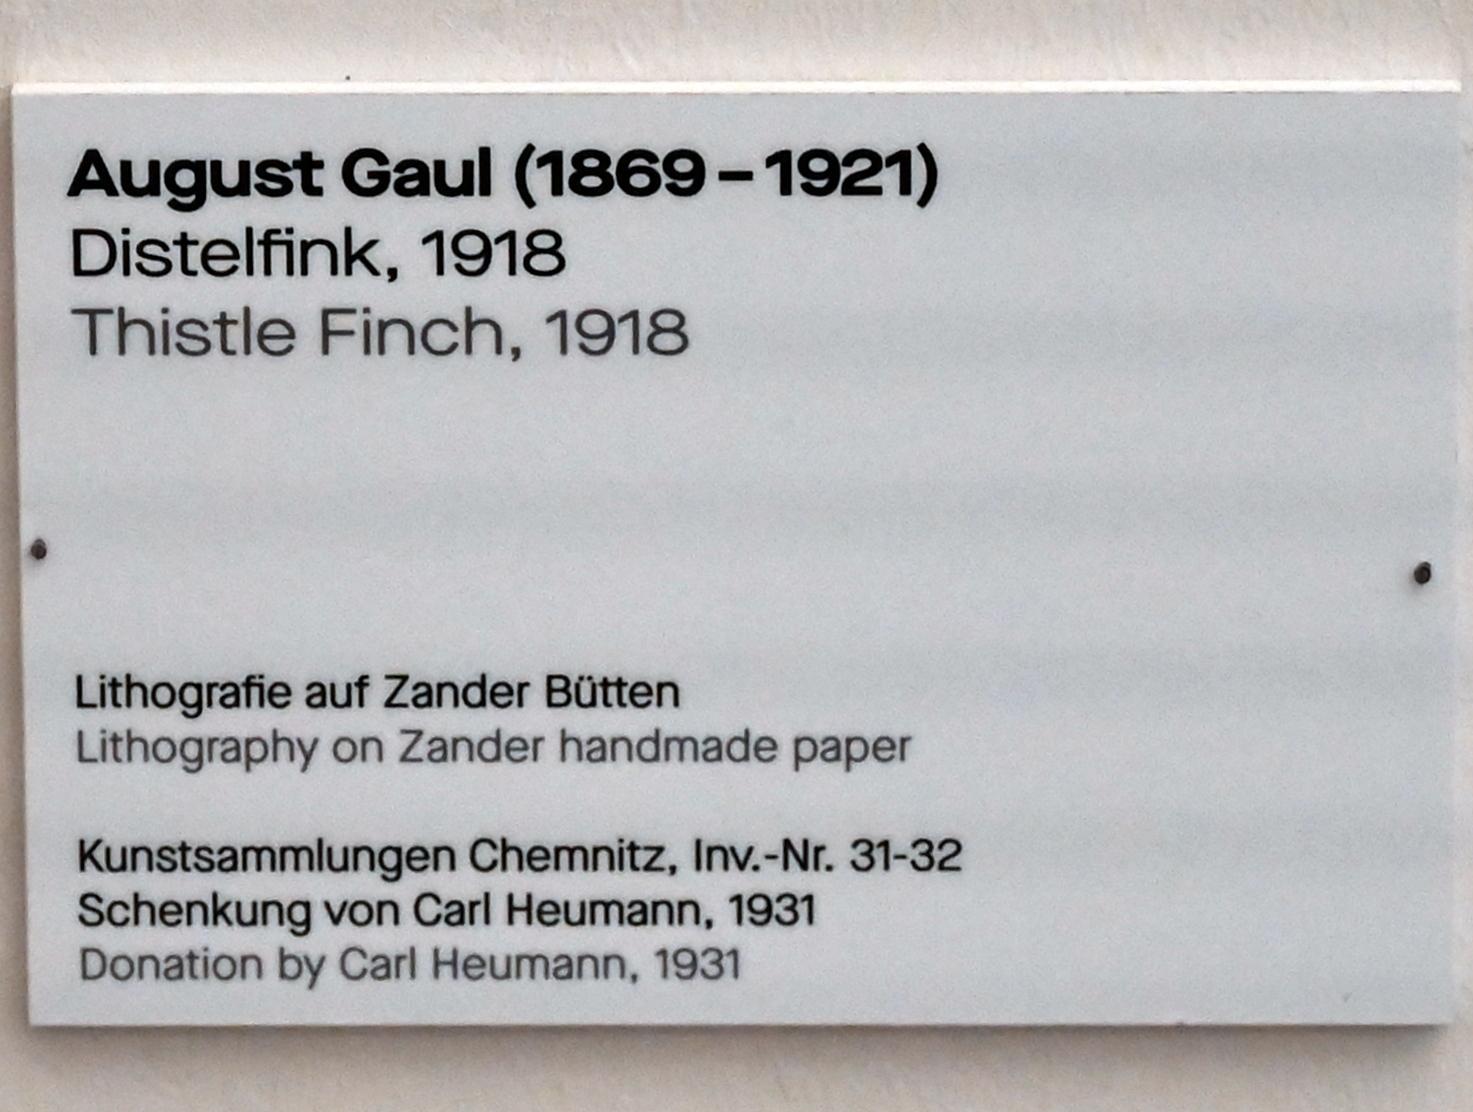 August Gaul (1869 – 1921)
Distelfink, 1918
Thistle Finch, 1918
Lithografie auf Zander Bütten
Lithography on Zander handmade paper
Kunstsammlungen Chemnitz, Inv.-Nr. 31-32
Schenkung von Carl Heumann, 1931
Donation by Carl Heumann, 1931